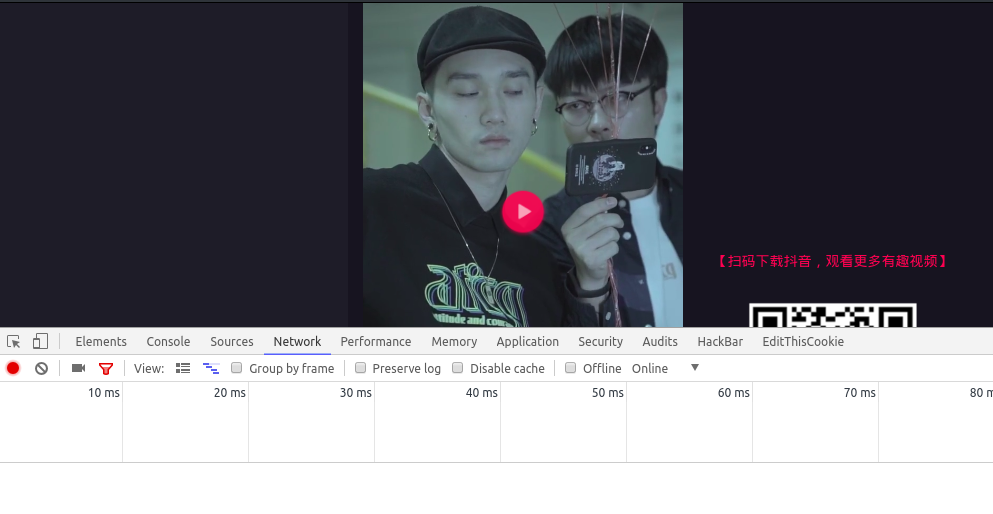 aficg
【扫码下载抖音，观看更多有趣视频】
Elements Console Sources Network Performance Memory Application Security Audits HackBar EditThisCookie
View: Group by frame Preserve log Disable cache Offline Online
10 ms 20 ms 30 ms 40 ms 50 ms 60 ms 70 ms 80 m